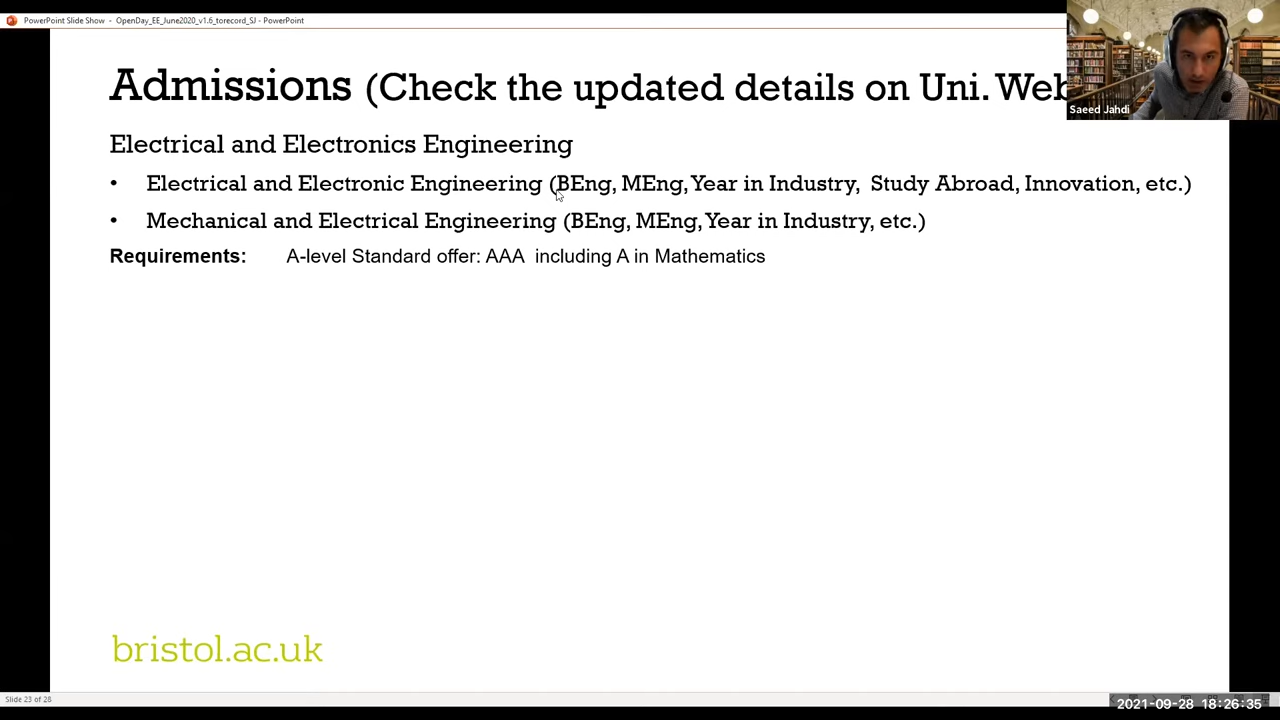 PowerPoint Slide Show - OpenDay_EE_June2020_v1.6_torecord_SJ - PowerPoint
Admissions (Check the updated details on Uni. Web
Saeed Jahdi
Electrical and Electronics Engineering
• Electrical and Electronic Engineering (BEng, MEng, Year in Industry, Study Abroad, Innovation, etc.)
• Mechanical and Electrical Engineering (BEng, MEng, Year in Industry, etc.)
Requirements: A-level Standard offer: AAA including A in Mathematics
bristol.ac.uk
Slide 23 of 28
2021-09-28 18:26:35